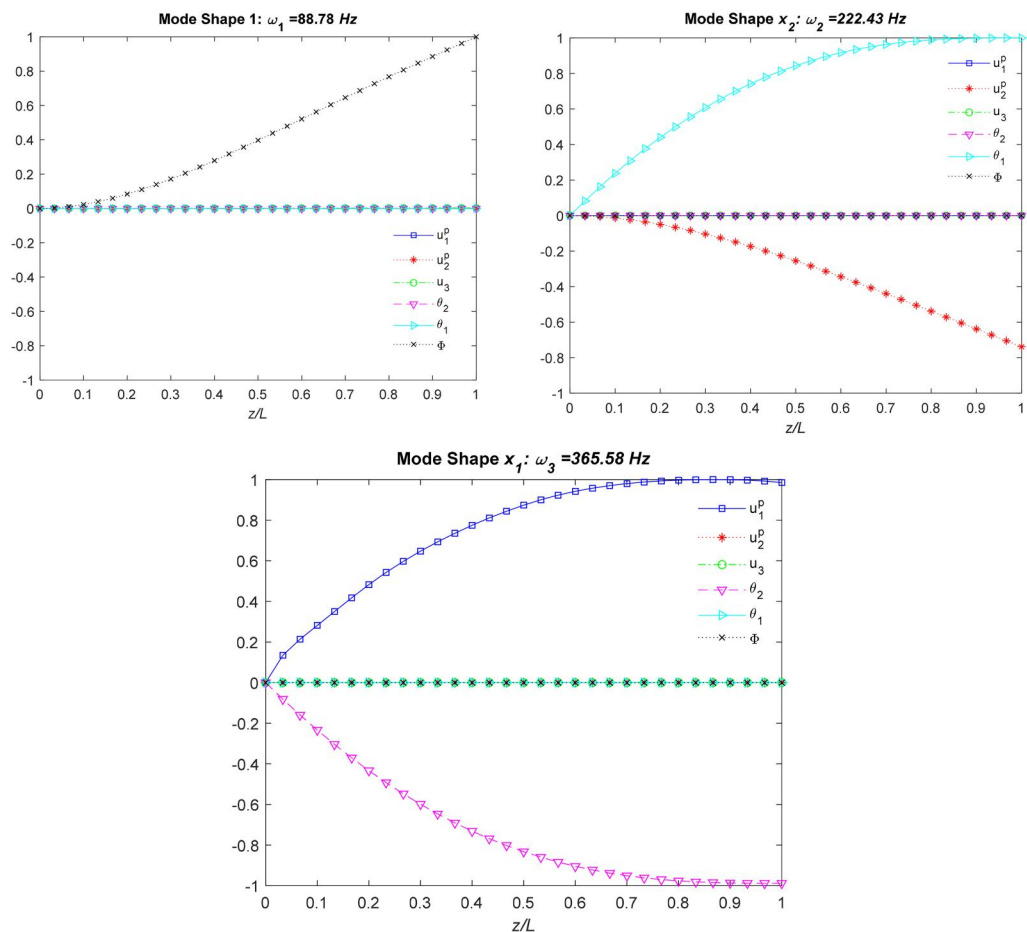 Mode Shape 1: ω₁ =88.78 Hz
1
0.8
0.6
0.4
0.2
0
-0.2
-0.4
-0.6
-0.8
-1
u₁ᵖ
u₂ᵖ
u₃
θ₂
θ₁
Φ
0 0.1 0.2 0.3 0.4 0.5 0.6 0.7 0.8 0.9 1
z/L
Mode Shape x₂: ω₂ =222.43 Hz
1
0.8
0.6
0.4
0.2
0
-0.2
-0.4
-0.6
-0.8
-1
u₁ᵖ
u₂ᵖ
u₃
θ₂
θ₁
Φ
0 0.1 0.2 0.3 0.4 0.5 0.6 0.7 0.8 0.9 1
z/L
Mode Shape x₁: ω₃ =365.58 Hz
1
0.8
0.6
0.4
0.2
0
-0.2
-0.4
-0.6
-0.8
-1
u₁ᵖ
u₂ᵖ
u₃
θ₂
θ₁
Φ
0 0.1 0.2 0.3 0.4 0.5 0.6 0.7 0.8 0.9 1
z/L